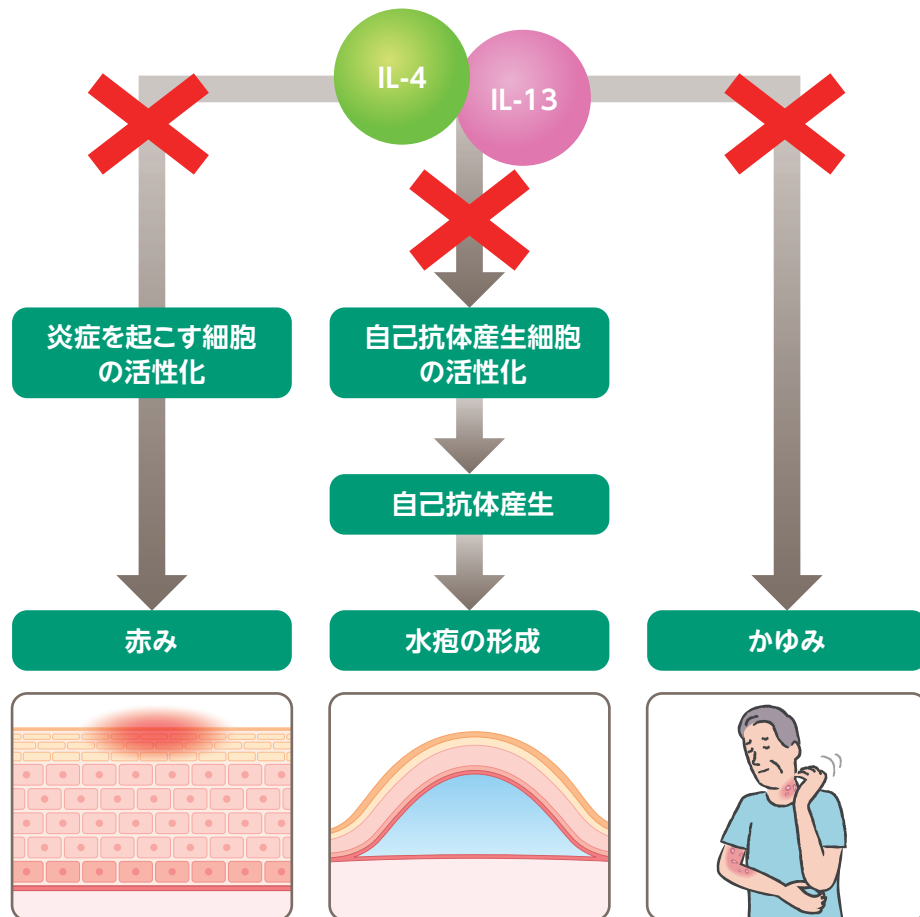 IL-4
IL-13
炎症を起こす細胞
の活性化
自己抗体産生細胞
の活性化
自己抗体産生
赤み
水疱の形成
かゆみ